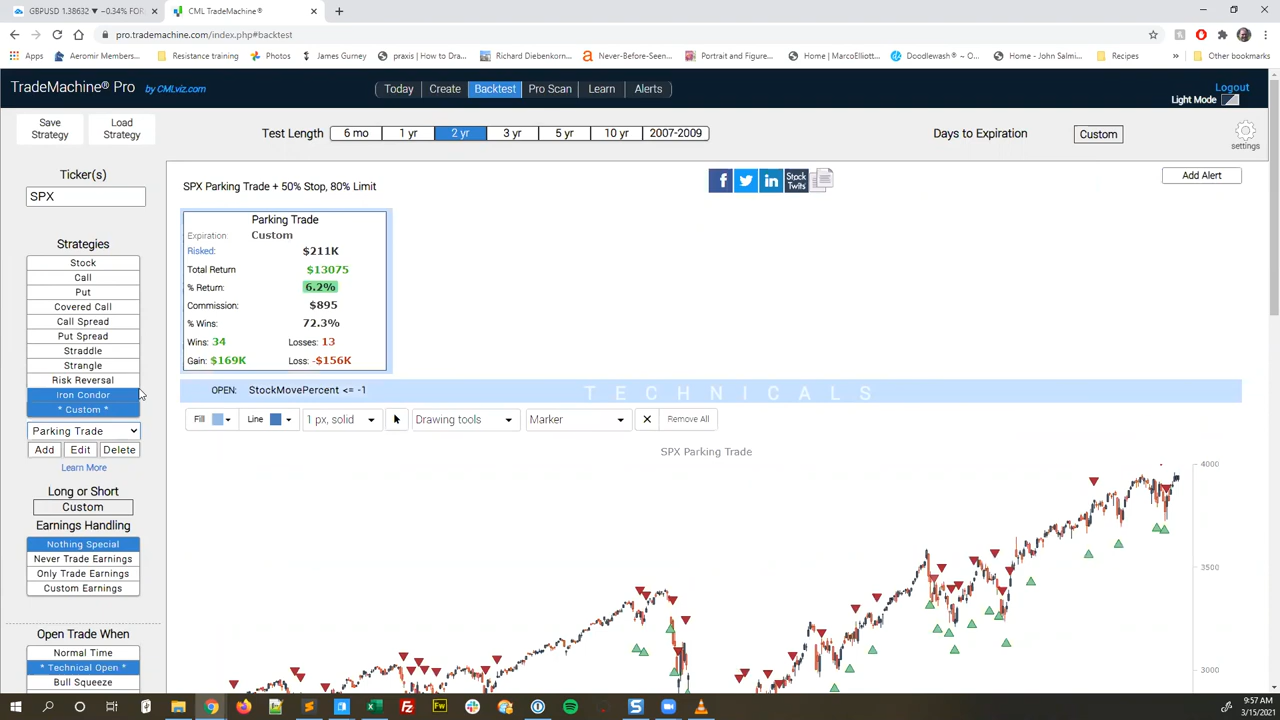 GBPUSD 1.38632 ▼ −0.34% FOR
CML TradeMachine®
pro.trademachine.com/index.php#backtest
Apps
Aeromir Members...
Resistance training
Photos
James Gurney
praxis | How to Dra...
Richard Diebenkorn...
Never-Before-Seen...
Portrait and Figure...
Home | MarcoElliott...
Doodlewash® ~ O...
Home - John Salmi...
Recipes
Other bookmarks
TradeMachine® Pro by CMLviz.com
Today
Create
Backtest
Pro Scan
Learn
Alerts
Logout
Light Mode
Save
Strategy
Load
Strategy
Test Length
6 mo
1 yr
2 yr
3 yr
5 yr
10 yr
2007-2009
Days to Expiration
Custom
settings
Ticker(s)
SPX
SPX Parking Trade + 50% Stop, 80% Limit
Stock
Twits
Add Alert
Parking Trade
Expiration: Custom
Risked: $211K
Total Return $13075
% Return: 6.2%
Commission: $895
% Wins: 72.3%
Wins: 34 Losses: 13
Gain: $169K Loss: -$156K
Strategies
Stock
Call
Put
Covered Call
Call Spread
Put Spread
Straddle
Strangle
Risk Reversal
Iron Condor
* Custom *
Parking Trade
Add
Edit
Delete
Learn More
Long or Short
Custom
Earnings Handling
Nothing Special
Never Trade Earnings
Only Trade Earnings
Custom Earnings
Open Trade When
Normal Time
* Technical Open *
Bull Squeeze
OPEN: StockMovePercent <= -1
TECHNICALS
Fill
Line
1 px, solid
Drawing tools
Marker
Remove All
SPX Parking Trade
4000
3500
3000
9:57 AM
3/15/2021